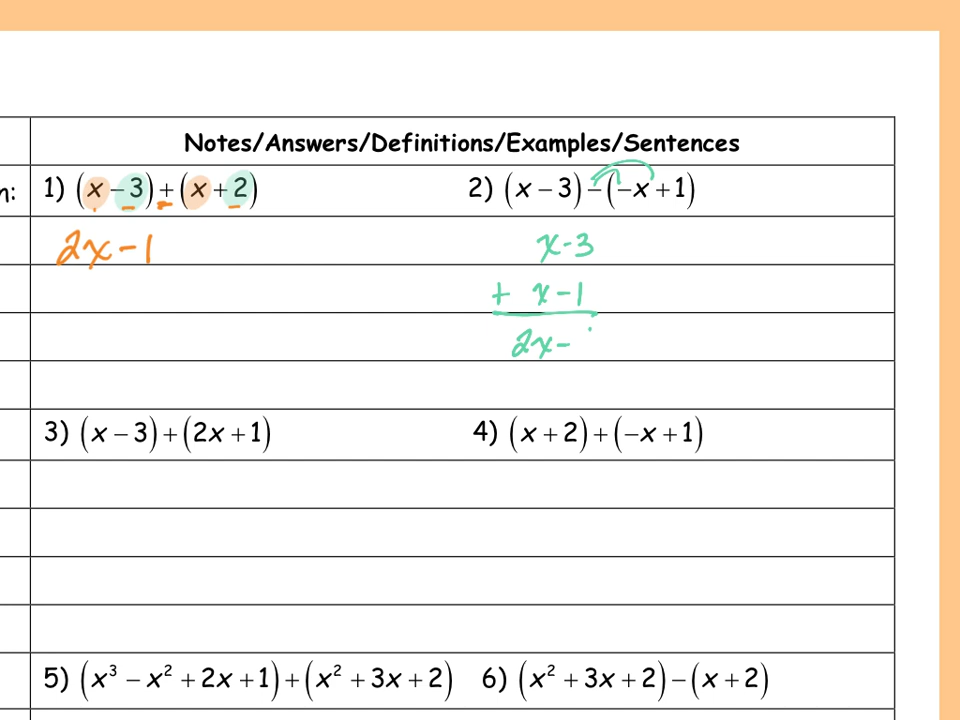 Notes/Answers/Definitions/Examples/Sentences
n: 1) (x − 3) + (x + 2) 2) (x − 3) − (−x + 1)
2x − 1 x - 3
+ x − 1
2x −
3) (x − 3) + (2x + 1) 4) (x + 2) + (−x + 1)
5) (x³ − x² + 2x + 1) + (x² + 3x + 2) 6) (x² + 3x + 2) − (x + 2)